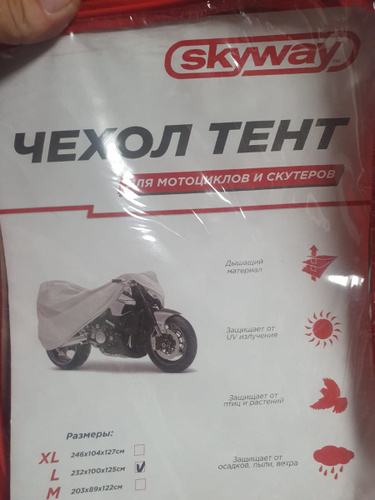 skyway
ЧЕХОЛ ТЕНТ
ДЛЯ МОТОЦИКЛОВ И СКУТЕРОВ
Дышащий
материал
Защищает от
UV излучения
Защищает от
птиц и растений
Защищает от
осадков, пыли, ветра
Размеры:
XL 246х104х127см
L 232х100х125см
M 203х89х122см